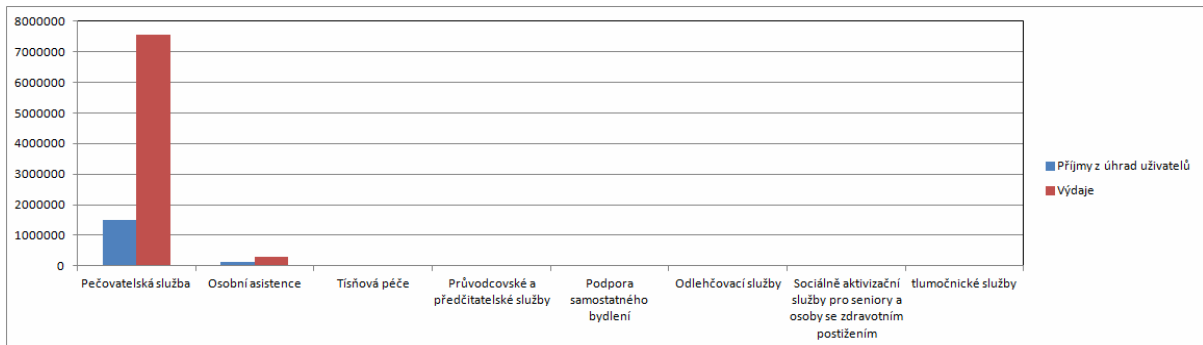 8000000
7000000
6000000
5000000
4000000
3000000
2000000
1000000
0
Pečovatelská služba
Osobní asistence
Tísňová péče
Průvodcovské a
předčitatelské služby
Podpora
samostatného
bydlení
Odlehčovací služby
Sociálně aktivizační
služby pro seniory a
osoby se zdravotním
postižením
tlumočnické služby
Příjmy z úhrad uživatelů
Výdaje